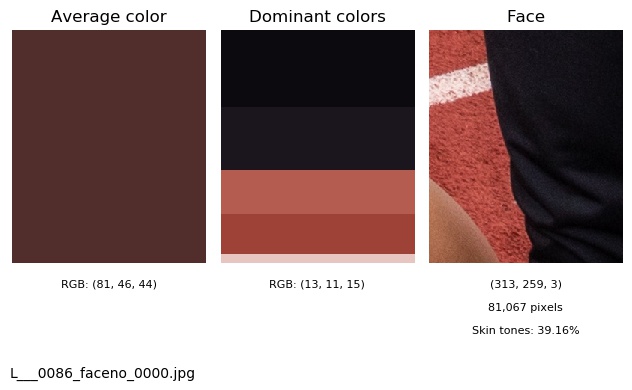 Average color
Dominant colors
Face
RGB: (81, 46, 44)
RGB: (13, 11, 15)
(313, 259, 3)
81,067 pixels
Skin tones: 39.16%
L___0086_faceno_0000.jpg